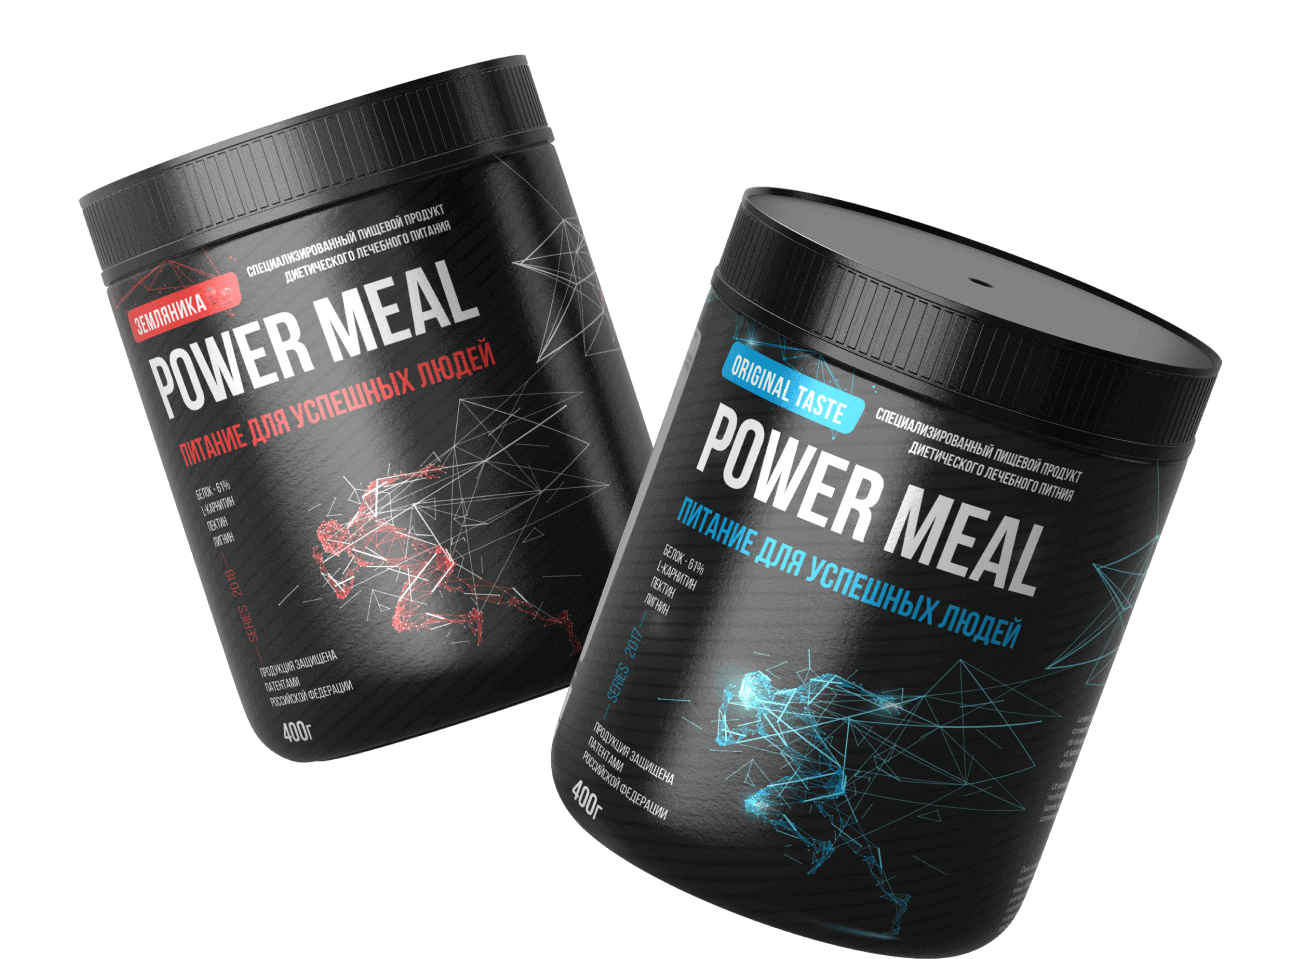 СПЕЦИАЛИЗИРОВАННЫЙ ПИЩЕВОЙ ПРОДУКТ
ДИЕТИЧЕСКОГО ЛЕЧЕБНОГО ПИТАНИЯ
ЗЕМЛЯНИКА
POWER MEAL
ПИТАНИЕ ДЛЯ УСПЕШНЫХ ЛЮДЕЙ
БЕЛОК - 61%
L-КАРНИТИН
ПЕКТИН
ЛИГНИН
SERIES 2018
ПРОДУКЦИЯ ЗАЩИЩЕНА
ПАТЕНТАМИ
РОССИЙСКОЙ ФЕДЕРАЦИИ
400г
ORIGINAL TASTE
СПЕЦИАЛИЗИРОВАННЫЙ ПИЩЕВОЙ ПРОДУКТ
ДИЕТИЧЕСКОГО ЛЕЧЕБНОГО ПИТНИЯ
POWER MEAL
ПИТАНИЕ ДЛЯ УСПЕШНЫХ ЛЮДЕЙ
БЕЛОК - 61%
L-КАРНИТИН
ПЕКТИН
ЛИГНИН
SERIES 2017
ПРОДУКЦИЯ ЗАЩИЩЕНА
ПАТЕНТАМИ
РОССИЙСКОЙ ФЕДЕРАЦИИ
400г